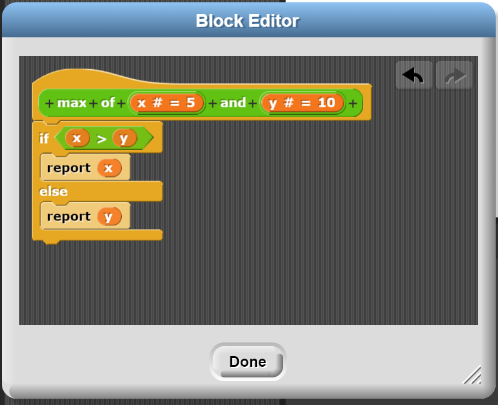 Block Editor
+ max + of + x # = 5 + and + y # = 10 +
if x > y
report x
else
report y
Done